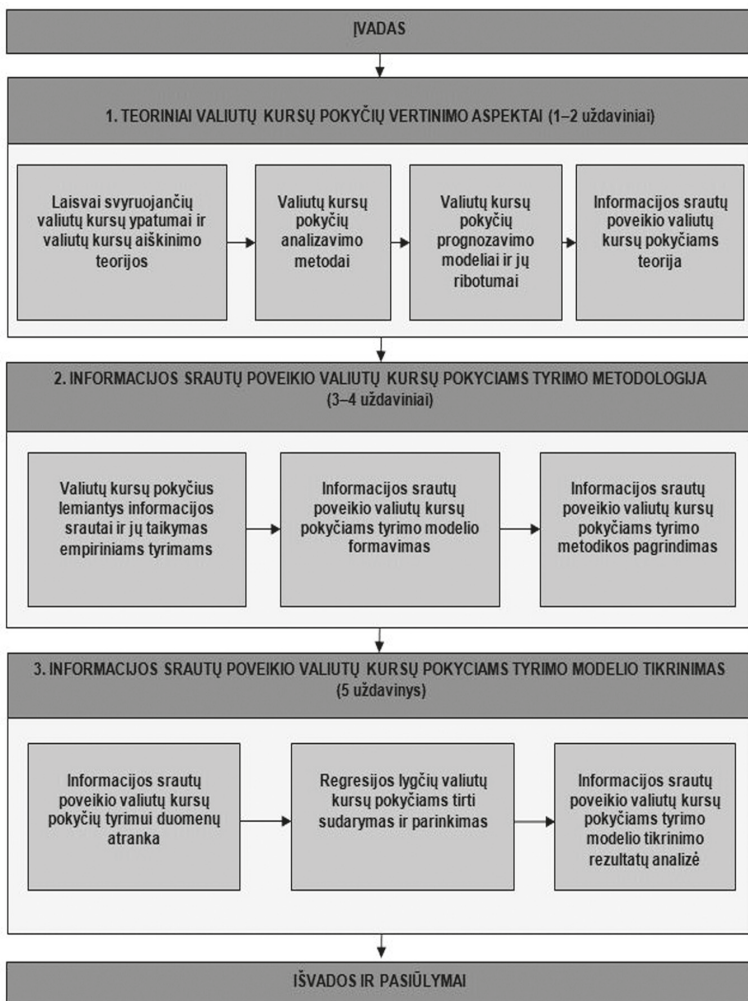 ĮVADAS
1. TEORINIAI VALIUTŲ KURSŲ POKYČIŲ VERTINIMO ASPEKTAI (1–2 uždaviniai)
Laisvai svyruojančių
valiutų kursų ypatumai ir
valiutų kursų aiškinimo
teorijos
Valiutų kursų
pokyčių
analizavimo
metodai
Valiutų kursų
pokyčių
prognozavimo
modeliai ir jų
ribotumai
Informacijos srautų
poveikio valiutų
kursų pokyčiams
teorija
2. INFORMACIJOS SRAUTŲ POVEIKIO VALIUTŲ KURSŲ POKYCIAMS TYRIMO METODOLOGIJA
(3–4 uždaviniai)
Valiutų kursų pokyčius
lemiantys informacijos
srautai ir jų taikymas
empiriniams tyrimams
Informacijos srautų
poveikio valiutų kursų
pokyčiams tyrimo modelio
formavimas
Informacijos srautų
poveikio valiutų kursų
pokyčiams tyrimo
metodikos pagrindimas
3. INFORMACIJOS SRAUTŲ POVEIKIO VALIUTŲ KURSŲ POKYCIAMS TYRIMO MODELIO TIKRINIMAS
(5 uždavinys)
Informacijos srautų
poveikio valiutų kursų
pokyčių tyrimui duomenų
atranka
Regresijos lygčių valiutų
kursų pokyčiams tirti
sudarymas ir parinkimas
Informacijos srautų
poveikio valiutų kursų
pokyčiams tyrimo
modelio tikrinimo
rezultatų analizė
IŠVADOS IR PASIŪLYMAI